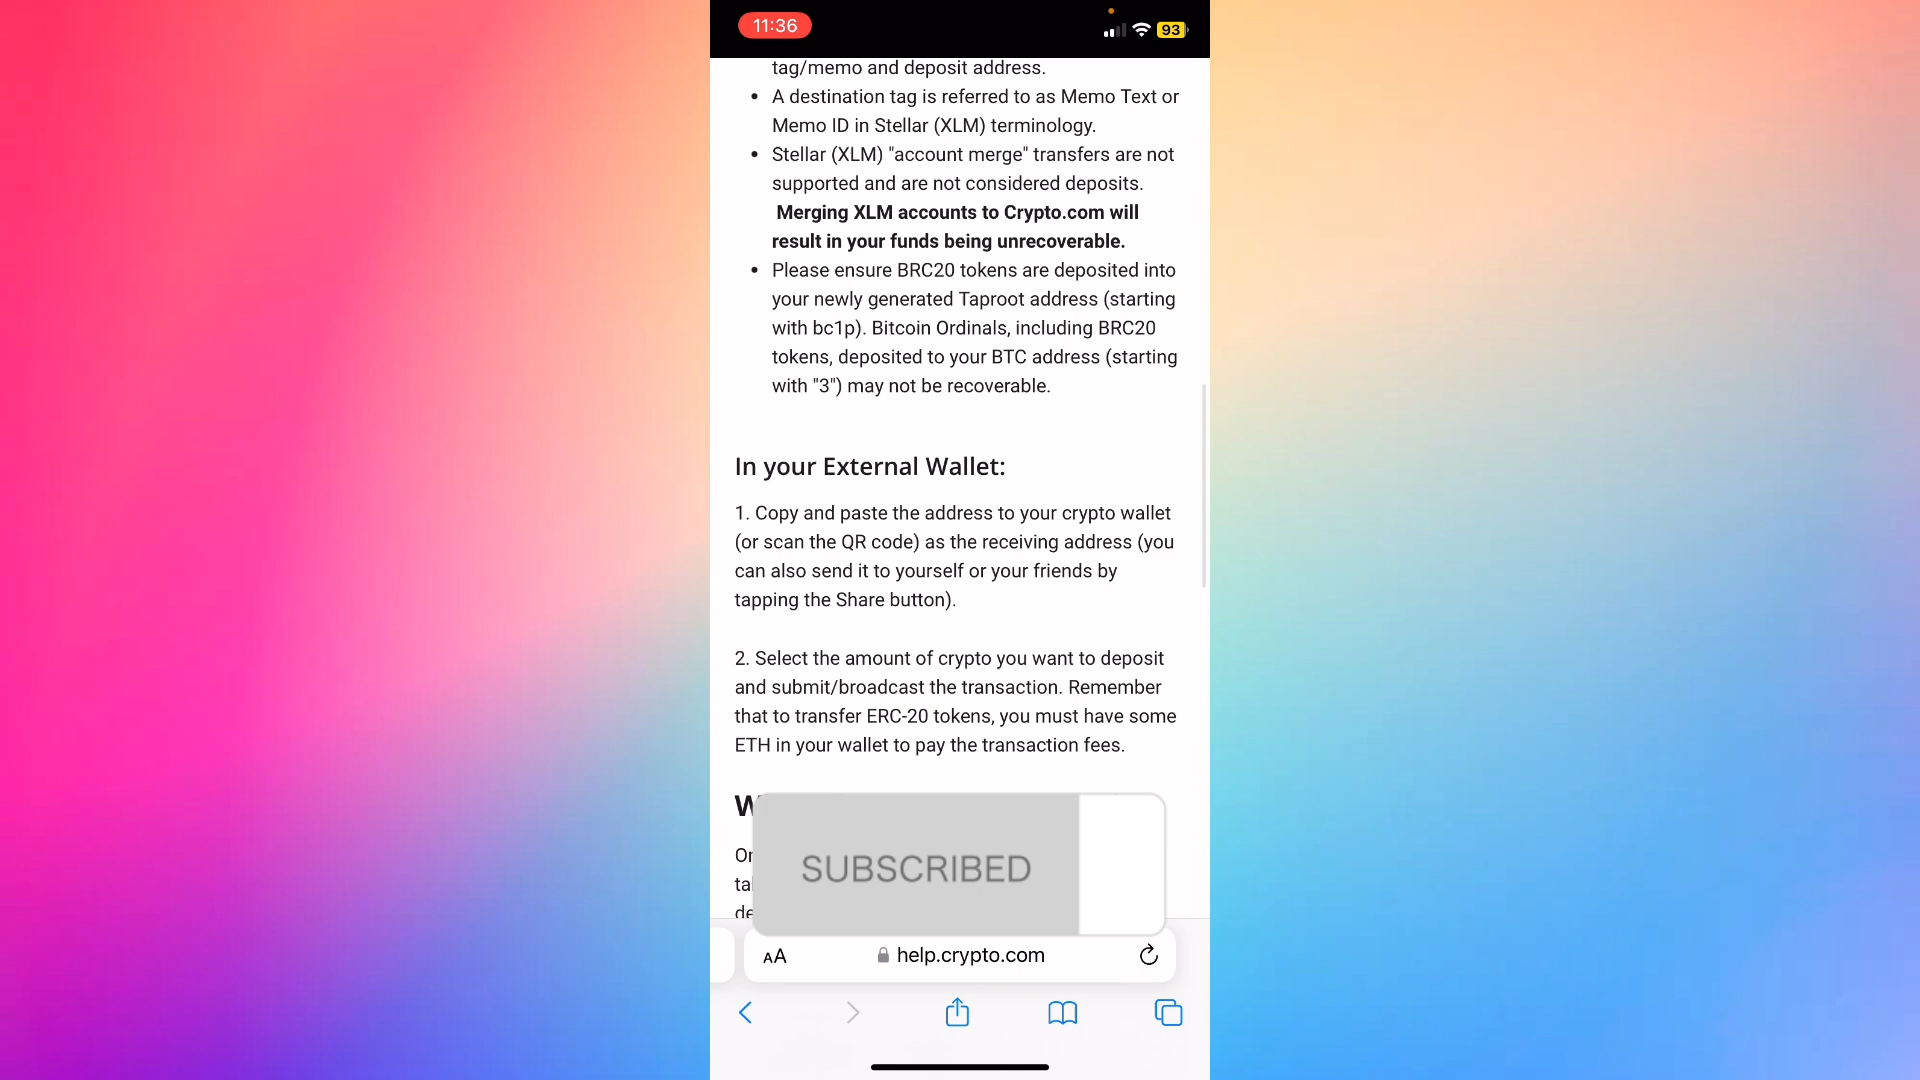 11:36
93
tag/memo and deposit address.
• A destination tag is referred to as Memo Text or
Memo ID in Stellar (XLM) terminology.
• Stellar (XLM) "account merge" transfers are not
supported and are not considered deposits.
Merging XLM accounts to Crypto.com will
result in your funds being unrecoverable.
• Please ensure BRC20 tokens are deposited into
your newly generated Taproot address (starting
with bc1p). Bitcoin Ordinals, including BRC20
tokens, deposited to your BTC address (starting
with "3") may not be recoverable.
In your External Wallet:
1. Copy and paste the address to your crypto wallet
(or scan the QR code) as the receiving address (you
can also send it to yourself or your friends by
tapping the Share button).
2. Select the amount of crypto you want to deposit
and submit/broadcast the transaction. Remember
that to transfer ERC-20 tokens, you must have some
ETH in your wallet to pay the transaction fees.
SUBSCRIBED
AA help.crypto.com